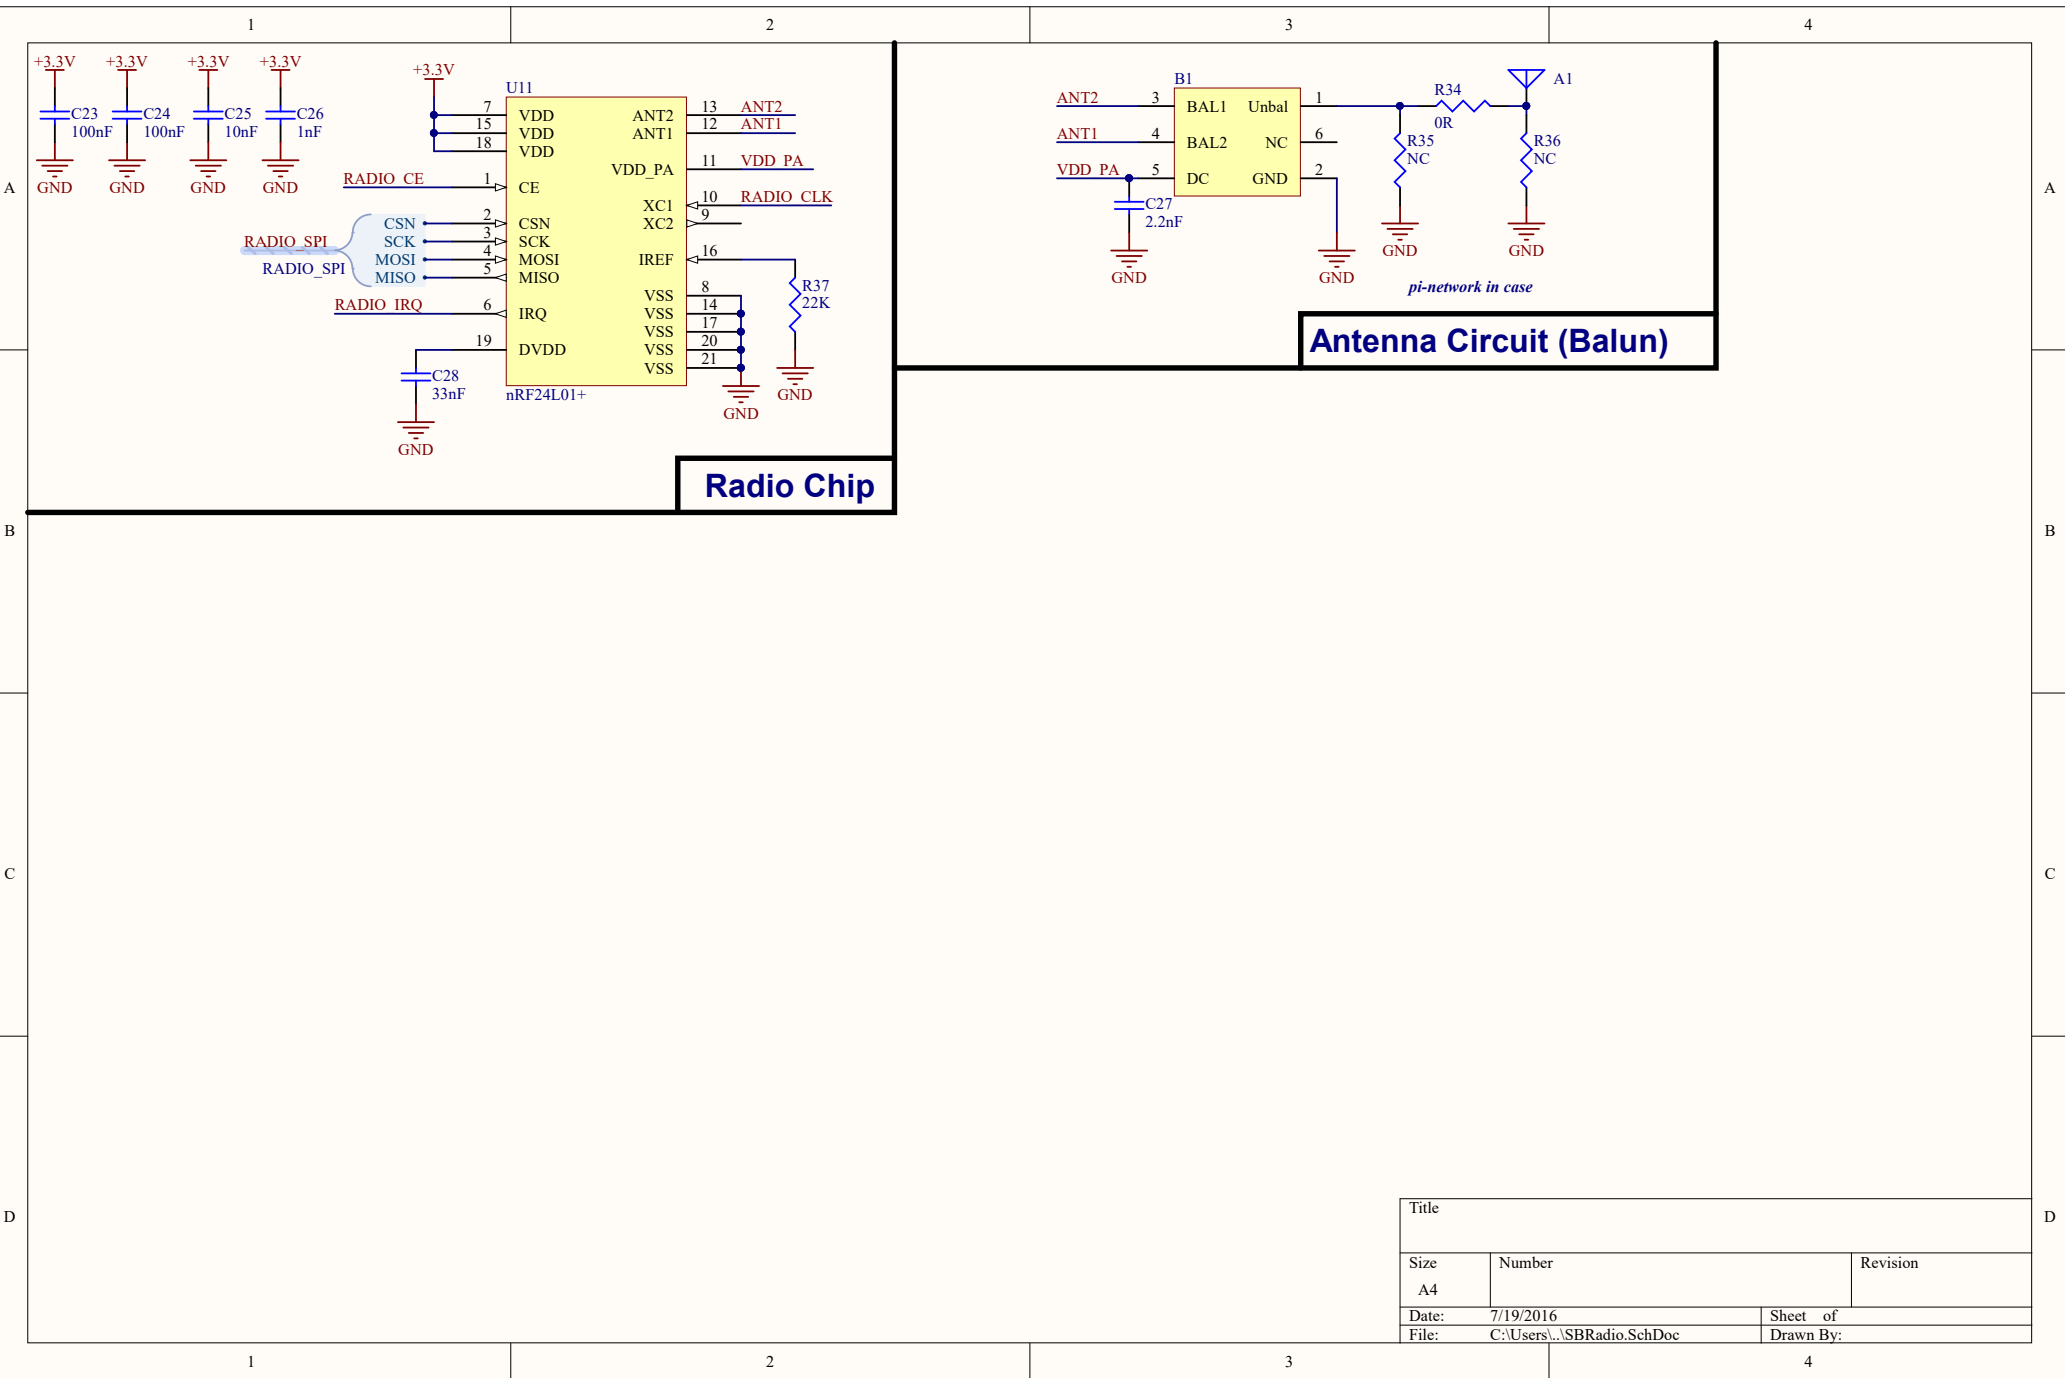 1 2 3 4
+3.3V +3.3V +3.3V +3.3V
C23 C24 C25 C26
100nF 100nF 10nF 1nF
GND GND GND GND
+3.3V
U11
7 VDD
15 VDD
18 VDD
RADIO_CE 1 CE
CSN 2 CSN
SCK 3 SCK
MOSI 4 MOSI
MISO 5 MISO
RADIO_SPI
RADIO_SPI
RADIO_IRQ 6 IRQ
19 DVDD
C28
33nF
GND
nRF24L01+
ANT2 13 ANT2
ANT1 12 ANT1
VDD_PA 11 VDD_PA
XC1 10 RADIO_CLK
XC2 9
IREF 16
R37
22K
GND
VSS 8
VSS 14
VSS 17
VSS 20
VSS 21
GND
Radio Chip
B1
ANT2 3 BAL1 Unbal 1
ANT1 4 BAL2 NC 6
VDD_PA 5 DC GND 2
C27
2.2nF
GND
GND
R34
0R
A1
R35
NC
GND
R36
NC
GND
pi-network in case
Antenna Circuit (Balun)
A A
B B
C C
D D
Title
Size Number Revision
A4
Date: 7/19/2016 Sheet of
File: C:\Users\..\SBRadio.SchDoc Drawn By:
1 2 3 4